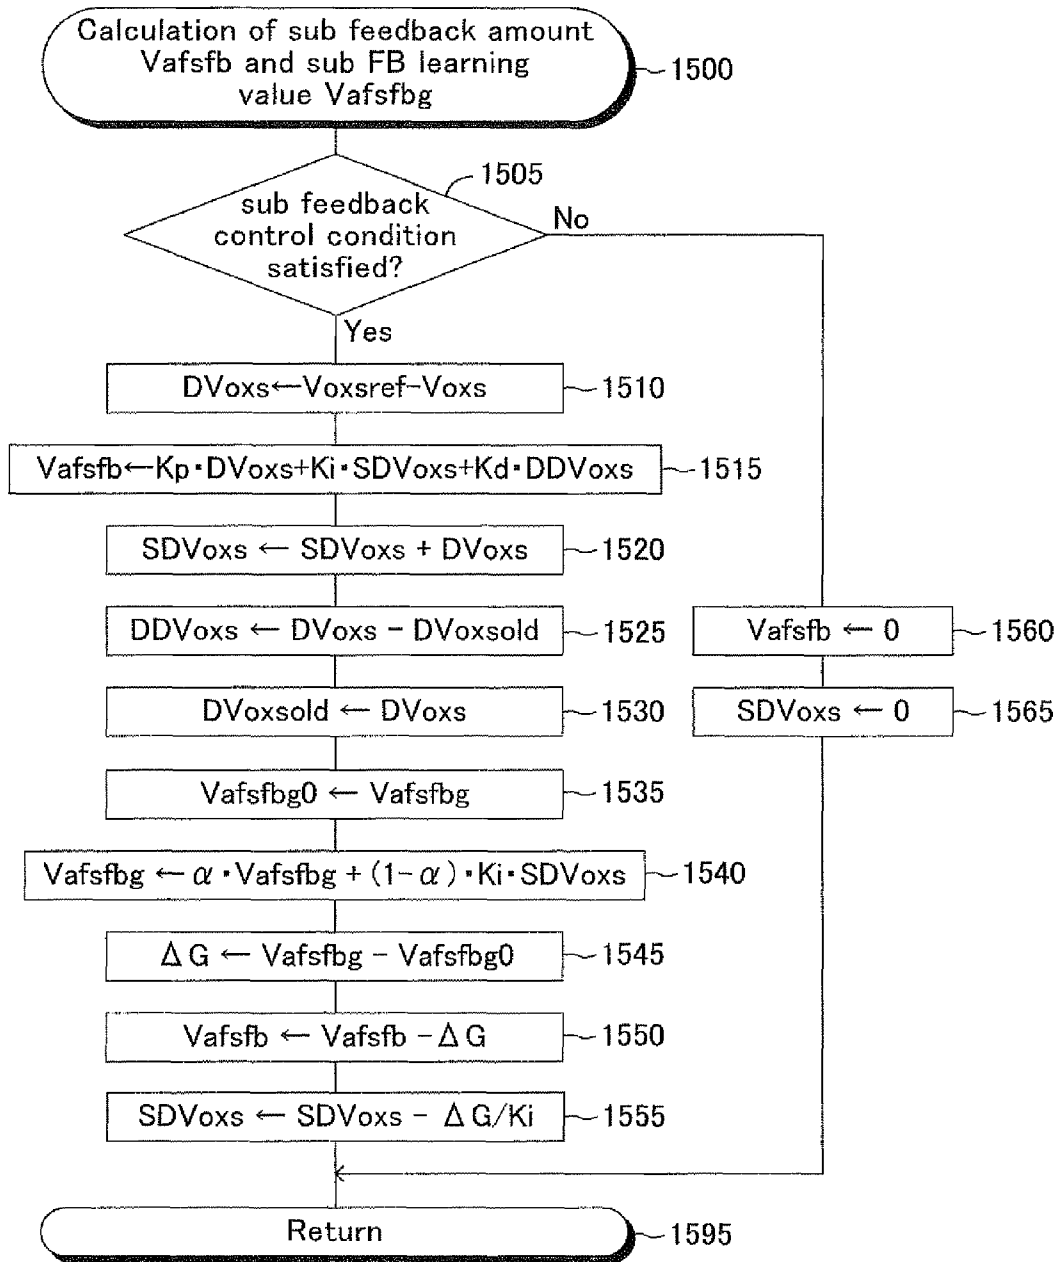 Calculation of sub feedback amount
Vafsfb and sub FB learning
value Vafsfbg
1500
1505
sub feedback
control condition
satisfied?
No
Yes
DVoxs←Voxsref-Voxs
1510
Vafsfb←Kp・DVoxs+Ki・SDVoxs+Kd・DDVoxs
1515
SDVoxs ← SDVoxs + DVoxs
1520
DDVoxs ← DVoxs - DVoxsold
1525
Vafsfb ← 0
1560
DVoxsold ← DVoxs
1530
SDVoxs ← 0
1565
Vafsfbg0 ← Vafsfbg
1535
Vafsfbg ← α・Vafsfbg + (1-α)・Ki・SDVoxs
1540
ΔG ← Vafsfbg - Vafsfbg0
1545
Vafsfb ← Vafsfb - ΔG
1550
SDVoxs ← SDVoxs - ΔG/Ki
1555
Return
1595